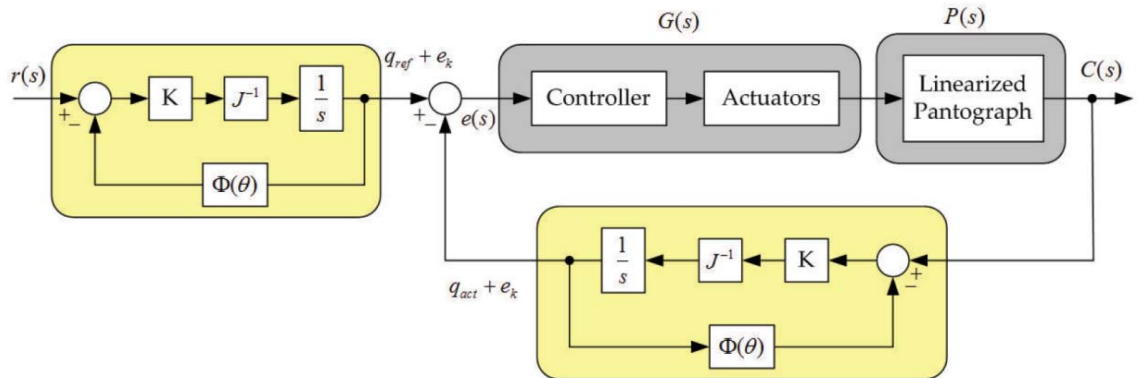 G(s)
P(s)
r(s)
+
−
K
J⁻¹
1
s
Φ(θ)
q_ref + e_k
+
−
e(s)
Controller
Actuators
Linearized
Pantograph
C(s)
q_act + e_k
1
s
J⁻¹
K
+
−
Φ(θ)